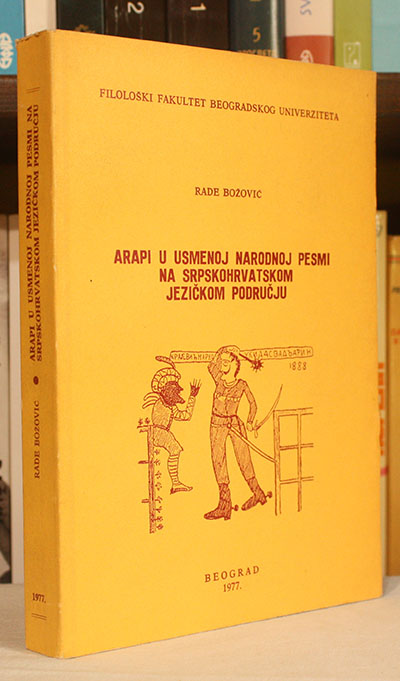 FILOLOŠKI FAKULTET BEOGRADSKOG UNIVERZITETA
RADE BOŽOVIĆ
ARAPI U USMENOJ NARODNOJ PESMI
NA SRPSKOHRVATSKOM
JEZIČKOM PODRUČJU
1888
BEOGRAD
1977.
ARAPI U USMENOJ NARODNOJ PESMI NA
SRPSKOHRVATSKOM JEZIČKOM PODRUČJU
RADE BOŽOVIĆ
1977.
5